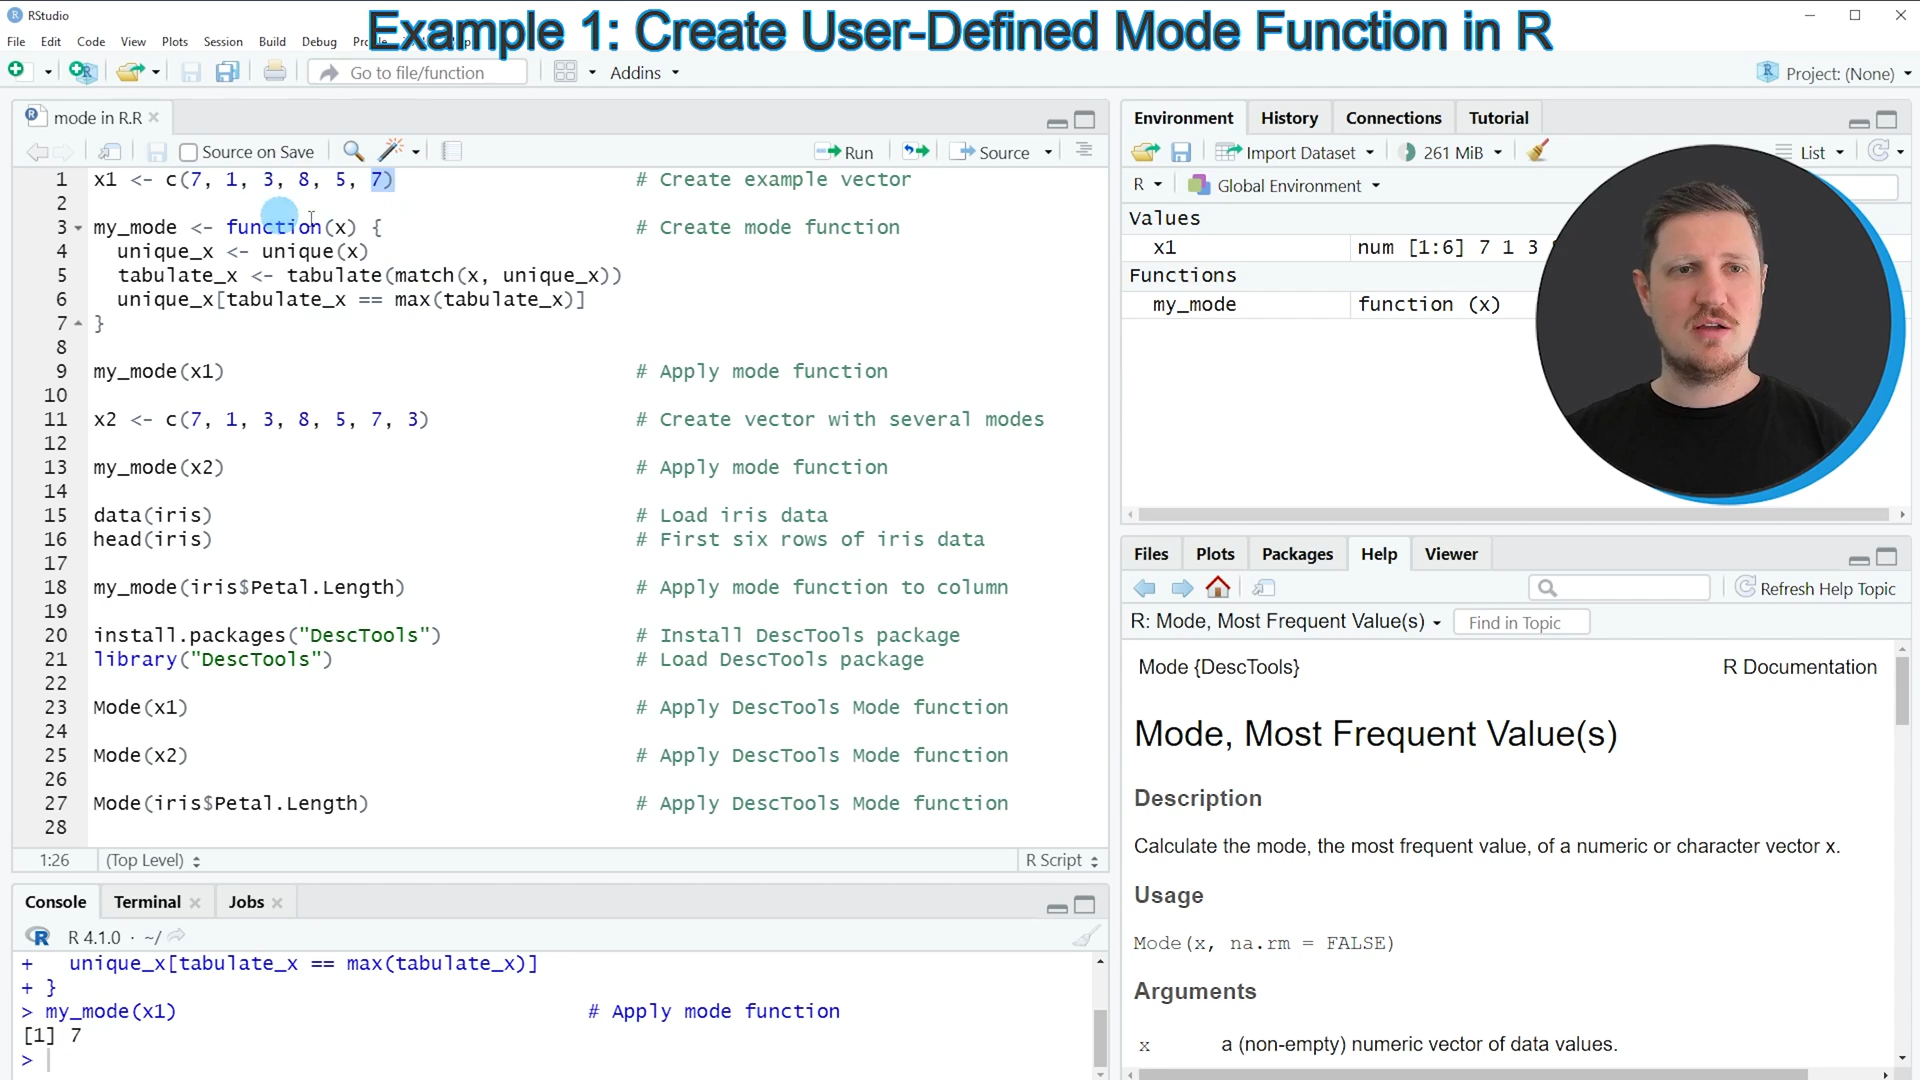 RStudio
Example 1: Create User-Defined Mode Function in R
File Edit Code View Plots Session Build Debug
Go to file/function Addins
Project: (None)
mode in R.R
Source on Save Run Source
1 x1 <- c(7, 1, 3, 8, 5, 7) # Create example vector
2
3 my_mode <- function(x) { # Create mode function
4 unique_x <- unique(x)
5 tabulate_x <- tabulate(match(x, unique_x))
6 unique_x[tabulate_x == max(tabulate_x)]
7 }
8
9 my_mode(x1) # Apply mode function
10
11 x2 <- c(7, 1, 3, 8, 5, 7, 3) # Create vector with several modes
12
13 my_mode(x2) # Apply mode function
14
15 data(iris) # Load iris data
16 head(iris) # First six rows of iris data
17
18 my_mode(iris$Petal.Length) # Apply mode function to column
19
20 install.packages("DescTools") # Install DescTools package
21 library("DescTools") # Load DescTools package
22
23 Mode(x1) # Apply DescTools Mode function
24
25 Mode(x2) # Apply DescTools Mode function
26
27 Mode(iris$Petal.Length) # Apply DescTools Mode function
28
1:26 (Top Level) R Script
Console Terminal Jobs
R 4.1.0 · ~/
+ unique_x[tabulate_x == max(tabulate_x)]
+ }
> my_mode(x1) # Apply mode function
[1] 7
>
Environment History Connections Tutorial
Import Dataset 261 MiB List
R Global Environment
Values
x1 num [1:6] 7 1 3
Functions
my_mode function (x)
Files Plots Packages Help Viewer
Refresh Help Topic
R: Mode, Most Frequent Value(s) Find in Topic
Mode {DescTools} R Documentation
Mode, Most Frequent Value(s)
Description
Calculate the mode, the most frequent value, of a numeric or character vector x.
Usage
Mode(x, na.rm = FALSE)
Arguments
x a (non-empty) numeric vector of data values.